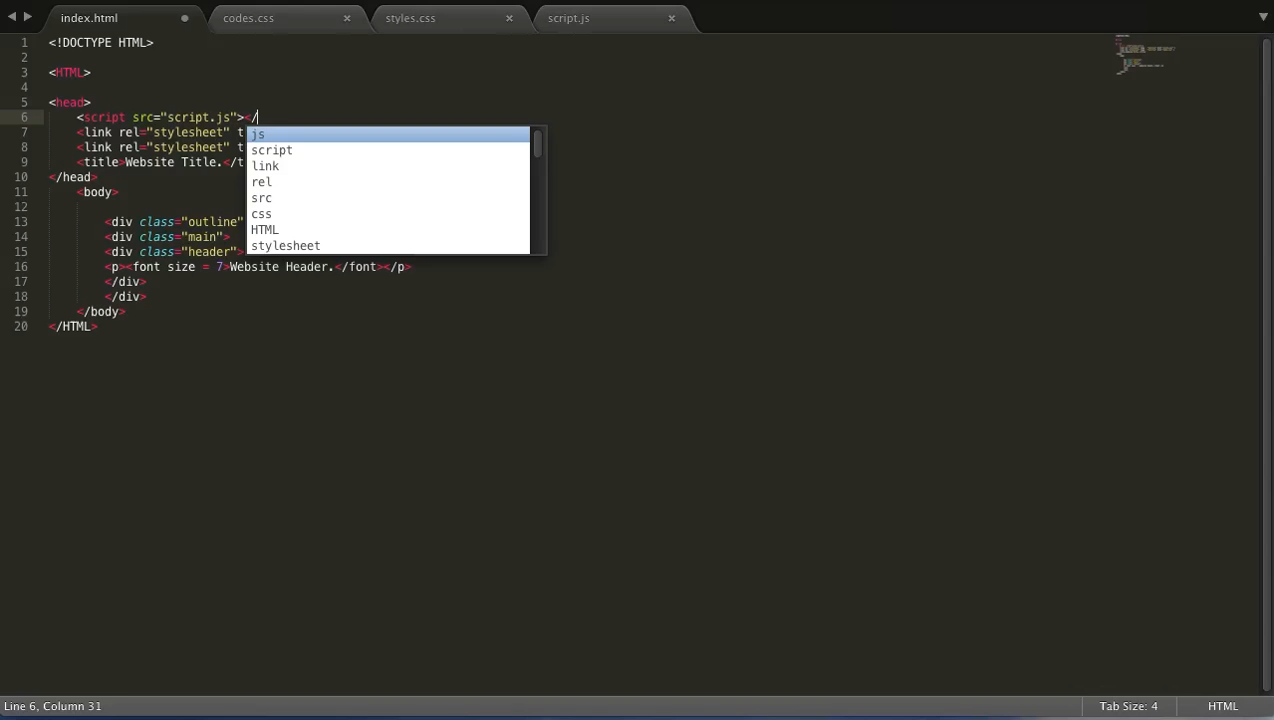 index.html
codes.css
styles.css
script.js
1 <!DOCTYPE HTML>
2
3 <HTML>
4
5 <head>
6 <script src="script.js"></
7 <link rel="stylesheet" t
8 <link rel="stylesheet" t
9 <title>Website Title.</t
10 </head>
11 <body>
12
13 <div class="outline"
14 <div class="main">
15 <div class="header">
16 <p><font size = 7>Website Header.</font></p>
17 </div>
18 </div>
19 </body>
20 </HTML>
js
script
link
rel
src
css
HTML
stylesheet
Line 6, Column 31
Tab Size: 4
HTML